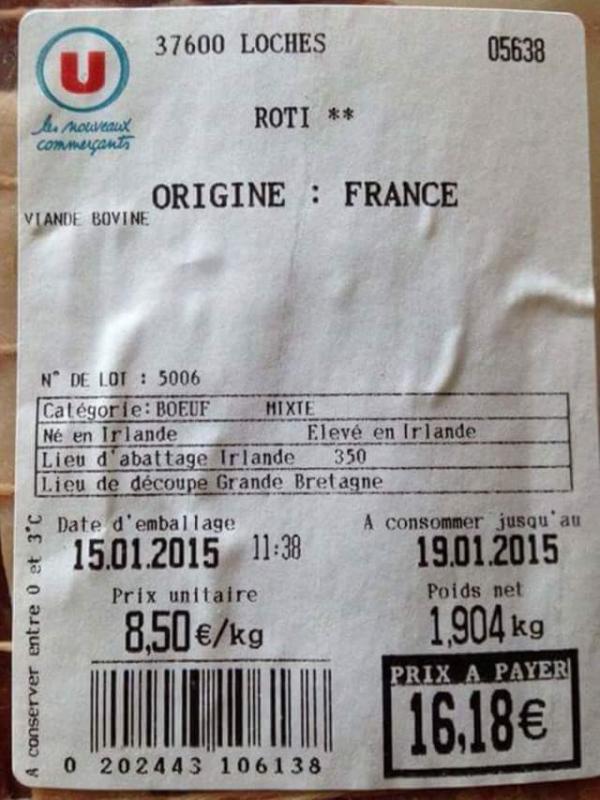 U
37600 LOCHES 05638
les nouveaux
commerçants
ROTI **
ORIGINE : FRANCE
VIANDE BOVINE
N° DE LOT : 5006
Catégorie: BOEUF MIXTE
Né en Irlande Elevé en Irlande
Lieu d'abattage Irlande 350
Lieu de découpe Grande Bretagne
A conserver entre 0 et 3°C
Date d'emballage A consommer jusqu'au
15.01.2015 11:38 19.01.2015
Prix unitaire Poids net
8,50 €/kg 1,904 kg
PRIX A PAYER
16,18€
0 202443 106138